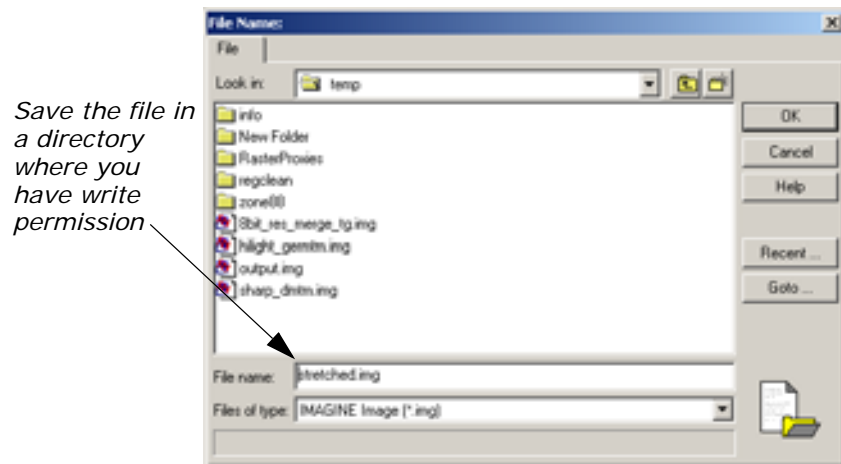 File Name:
File
Look in: temp
Save the file in
a directory
where you
have write
permission
info
New Folder
RasterProxies
regclean
zone88
8bit_res_merge_tg.img
hilight_germtm.img
output.img
sharp_dmtm.img
OK
Cancel
Help
Recent ...
Goto ...
File name: stretched.img
Files of type: IMAGINE Image (*.img)